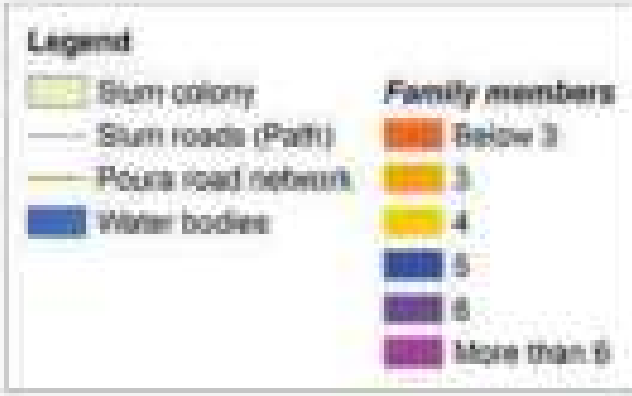 Legend
Slum colony
Slum roads (Path)
Poura road network
Water bodies
Family members
Below 3
3
4
5
6
More than 6